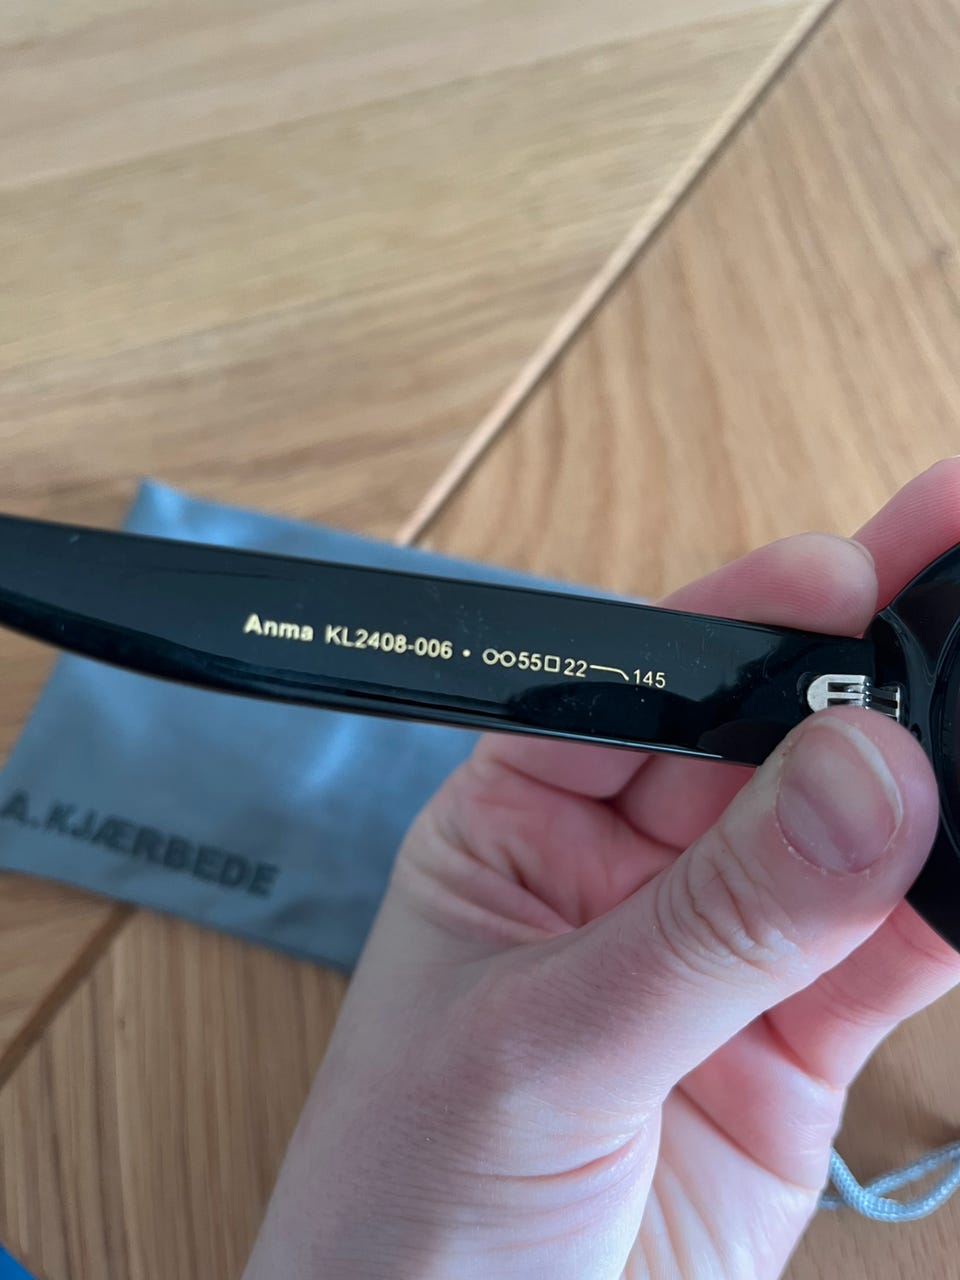 Anma KL2408-006 • 55□22 145
A.KJÆRBEDE